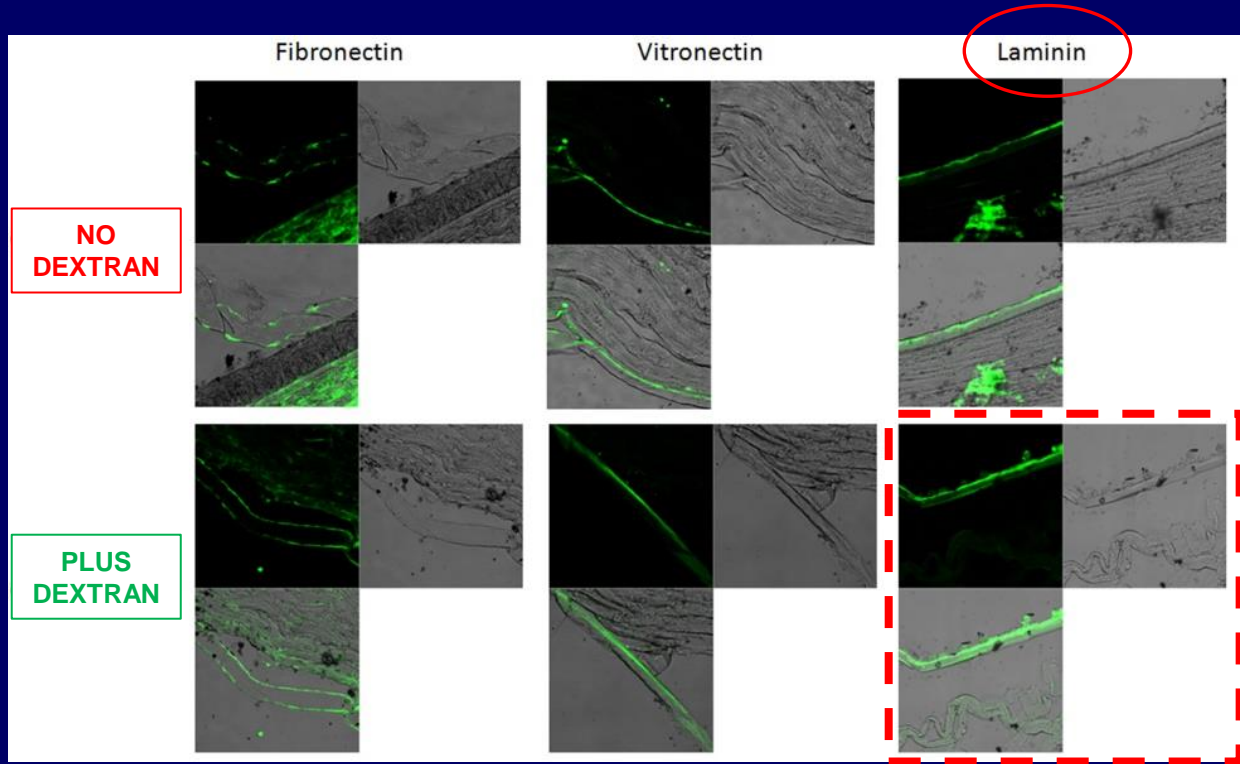 Fibronectin
Vitronectin
Laminin
NO
DEXTRAN
PLUS
DEXTRAN